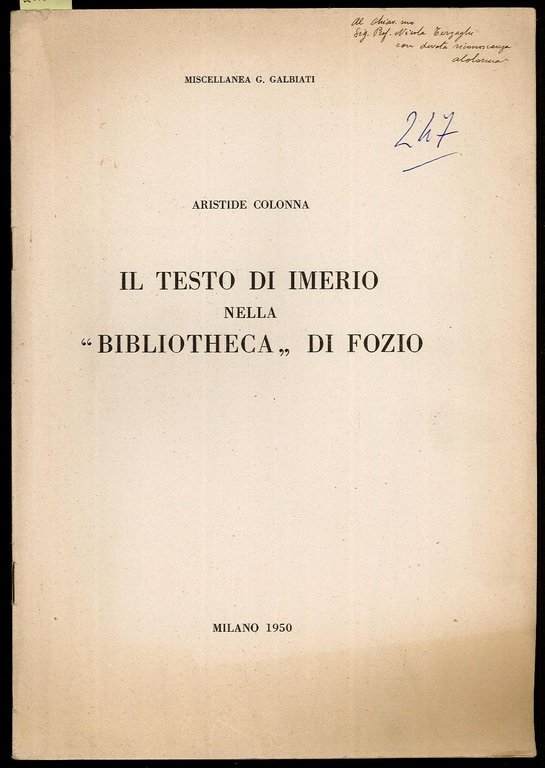 Al chiar.mo
Sig. Prof. Nicola Terzaghi
con devota riconoscenza
aColonna
MISCELLANEA G. GALBIATI
247
ARISTIDE COLONNA
IL TESTO DI IMERIO
NELLA
“BIBLIOTHECA„ DI FOZIO
MILANO 1950